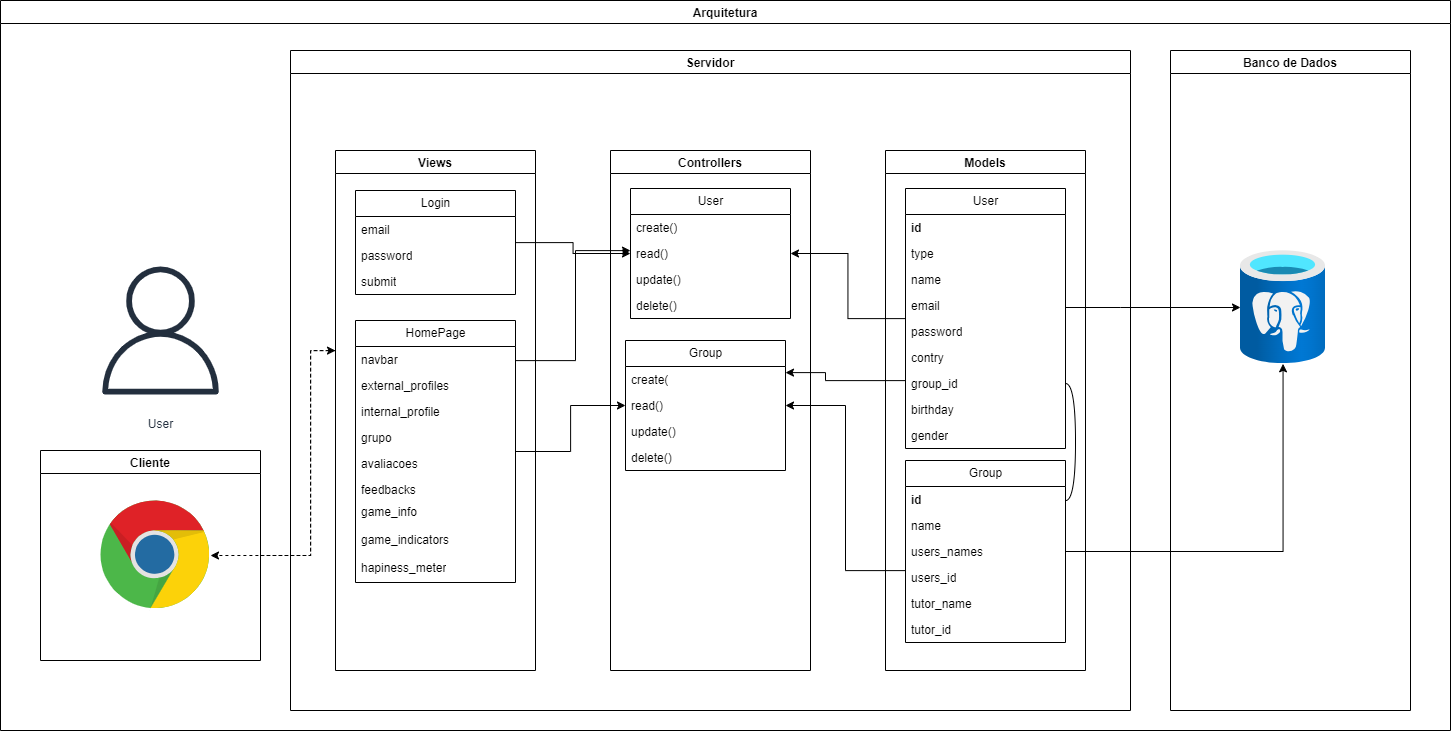 Arquitetura
Servidor
Banco de Dados
Views
Controllers
Models
Login
email
password
submit
HomePage
navbar
external_profiles
internal_profile
grupo
avaliacoes
feedbacks
game_info
game_indicators
hapiness_meter
User
create()
read()
update()
delete()
Group
create(
read()
update()
delete()
User
id
type
name
email
password
contry
group_id
birthday
gender
Group
id
name
users_names
users_id
tutor_name
tutor_id
User
Cliente